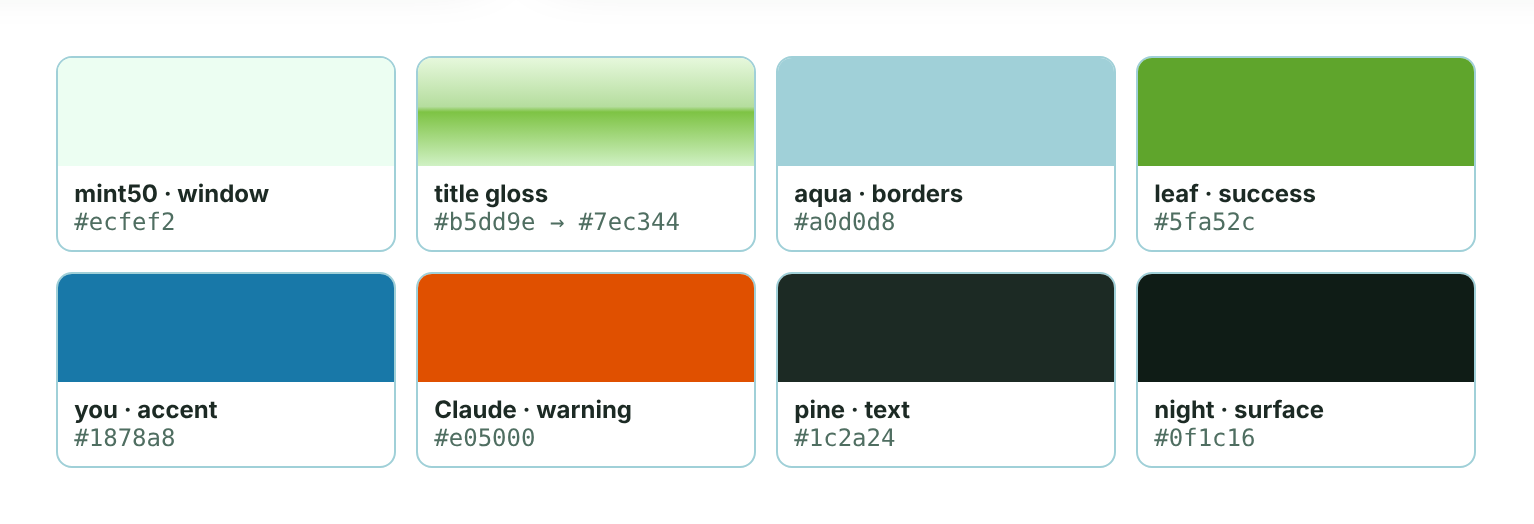 mint50 · window
#ecfef2
title gloss
#b5dd9e → #7ec344
aqua · borders
#a0d0d8
leaf · success
#5fa52c
you · accent
#1878a8
Claude · warning
#e05000
pine · text
#1c2a24
night · surface
#0f1c16